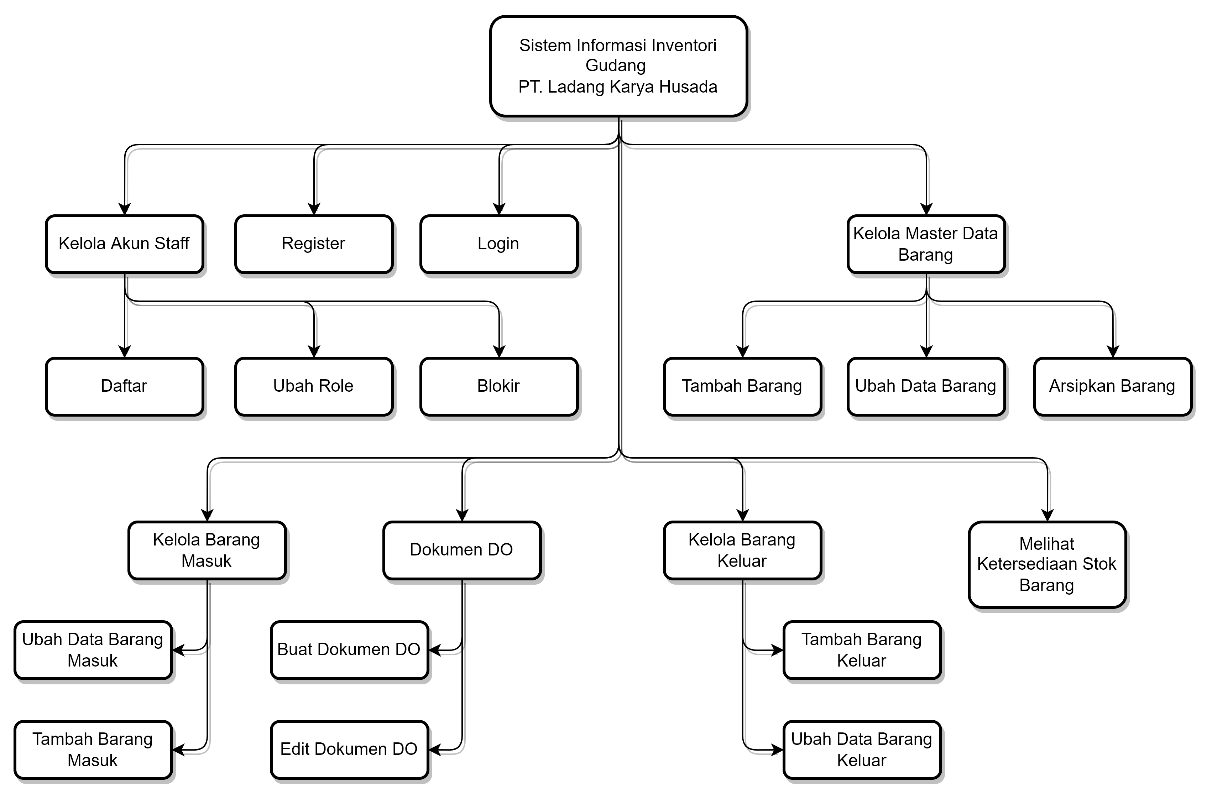 Sistem Informasi Inventori
Gudang
PT. Ladang Karya Husada
Kelola Akun Staff
Register
Login
Kelola Master Data
Barang
Daftar
Ubah Role
Blokir
Tambah Barang
Ubah Data Barang
Arsipkan Barang
Kelola Barang
Masuk
Dokumen DO
Kelola Barang
Keluar
Melihat
Ketersediaan Stok
Barang
Ubah Data Barang
Masuk
Buat Dokumen DO
Tambah Barang
Keluar
Tambah Barang
Masuk
Edit Dokumen DO
Ubah Data Barang
Keluar